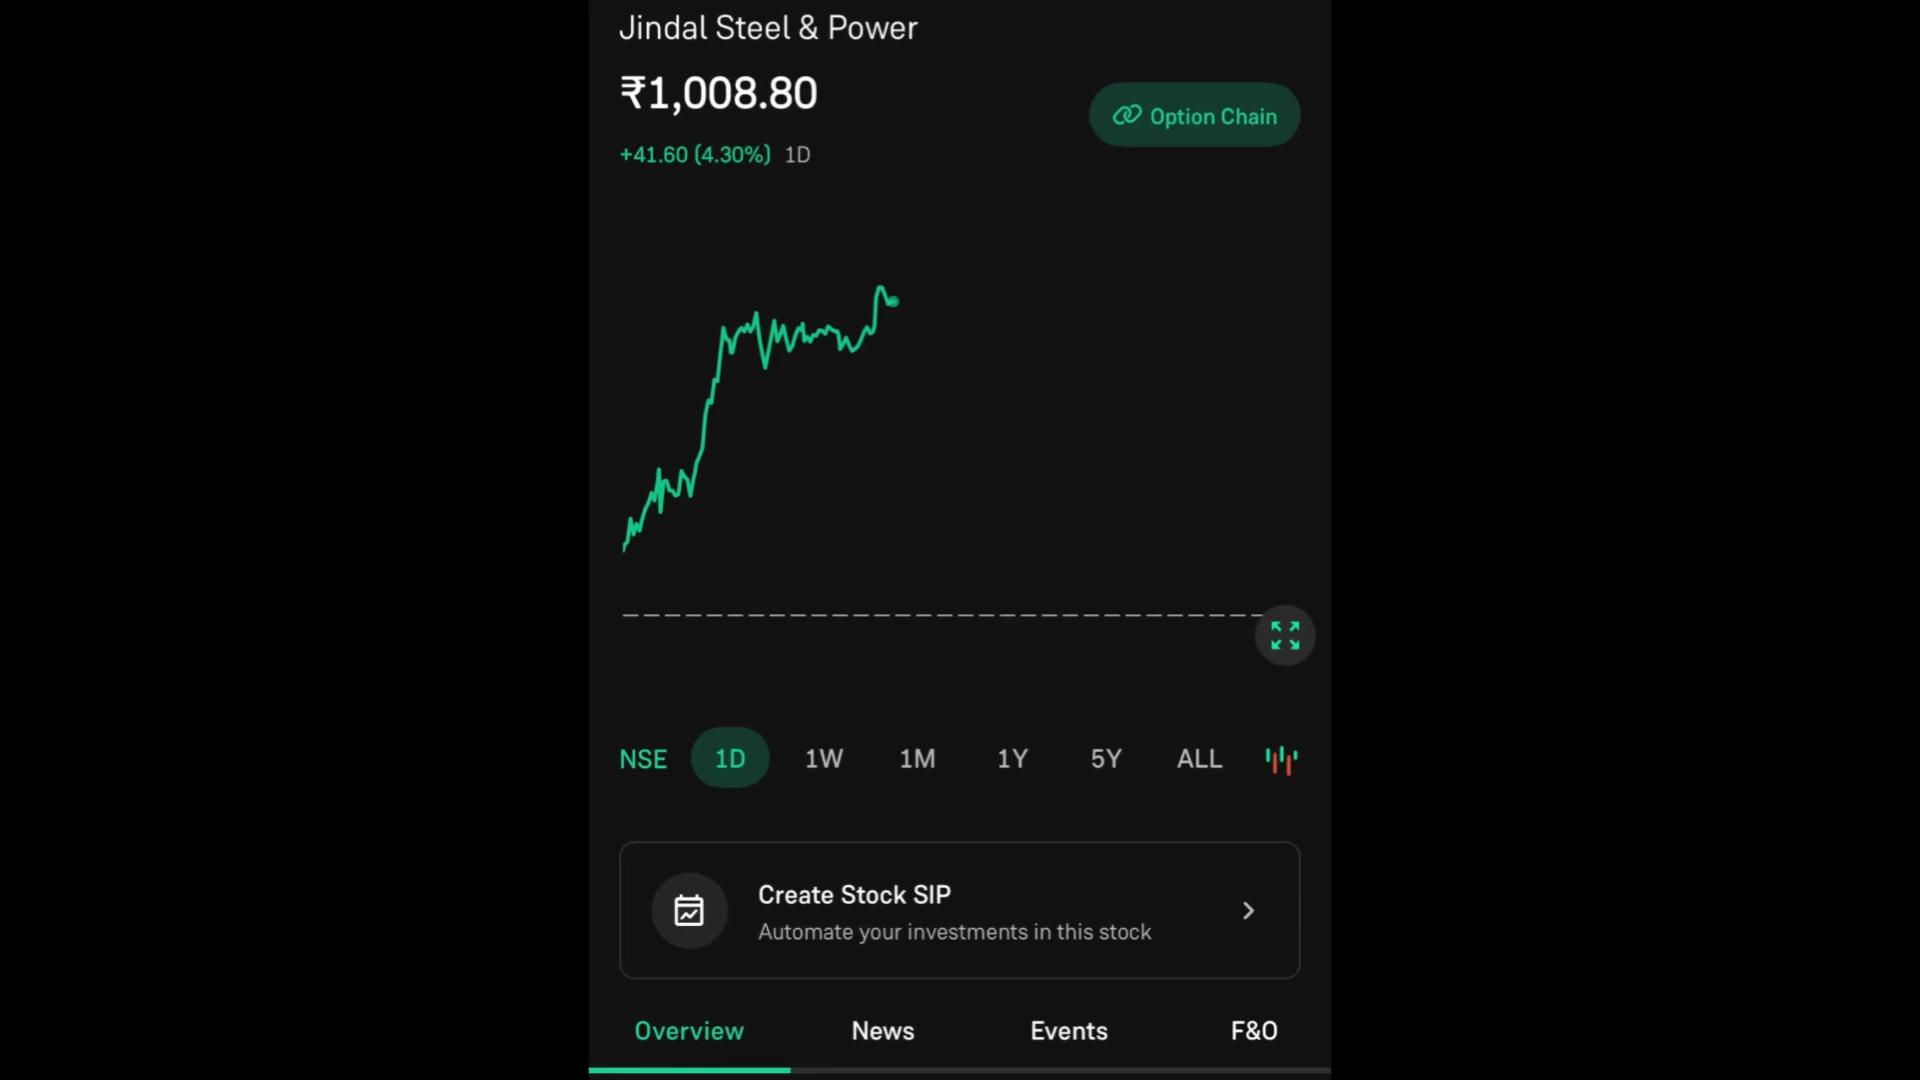 Jindal Steel & Power
₹1,008.80
+41.60 (4.30%) 1D
Option Chain
NSE 1D 1W 1M 1Y 5Y ALL
Create Stock SIP
Automate your investments in this stock
Overview News Events F&O